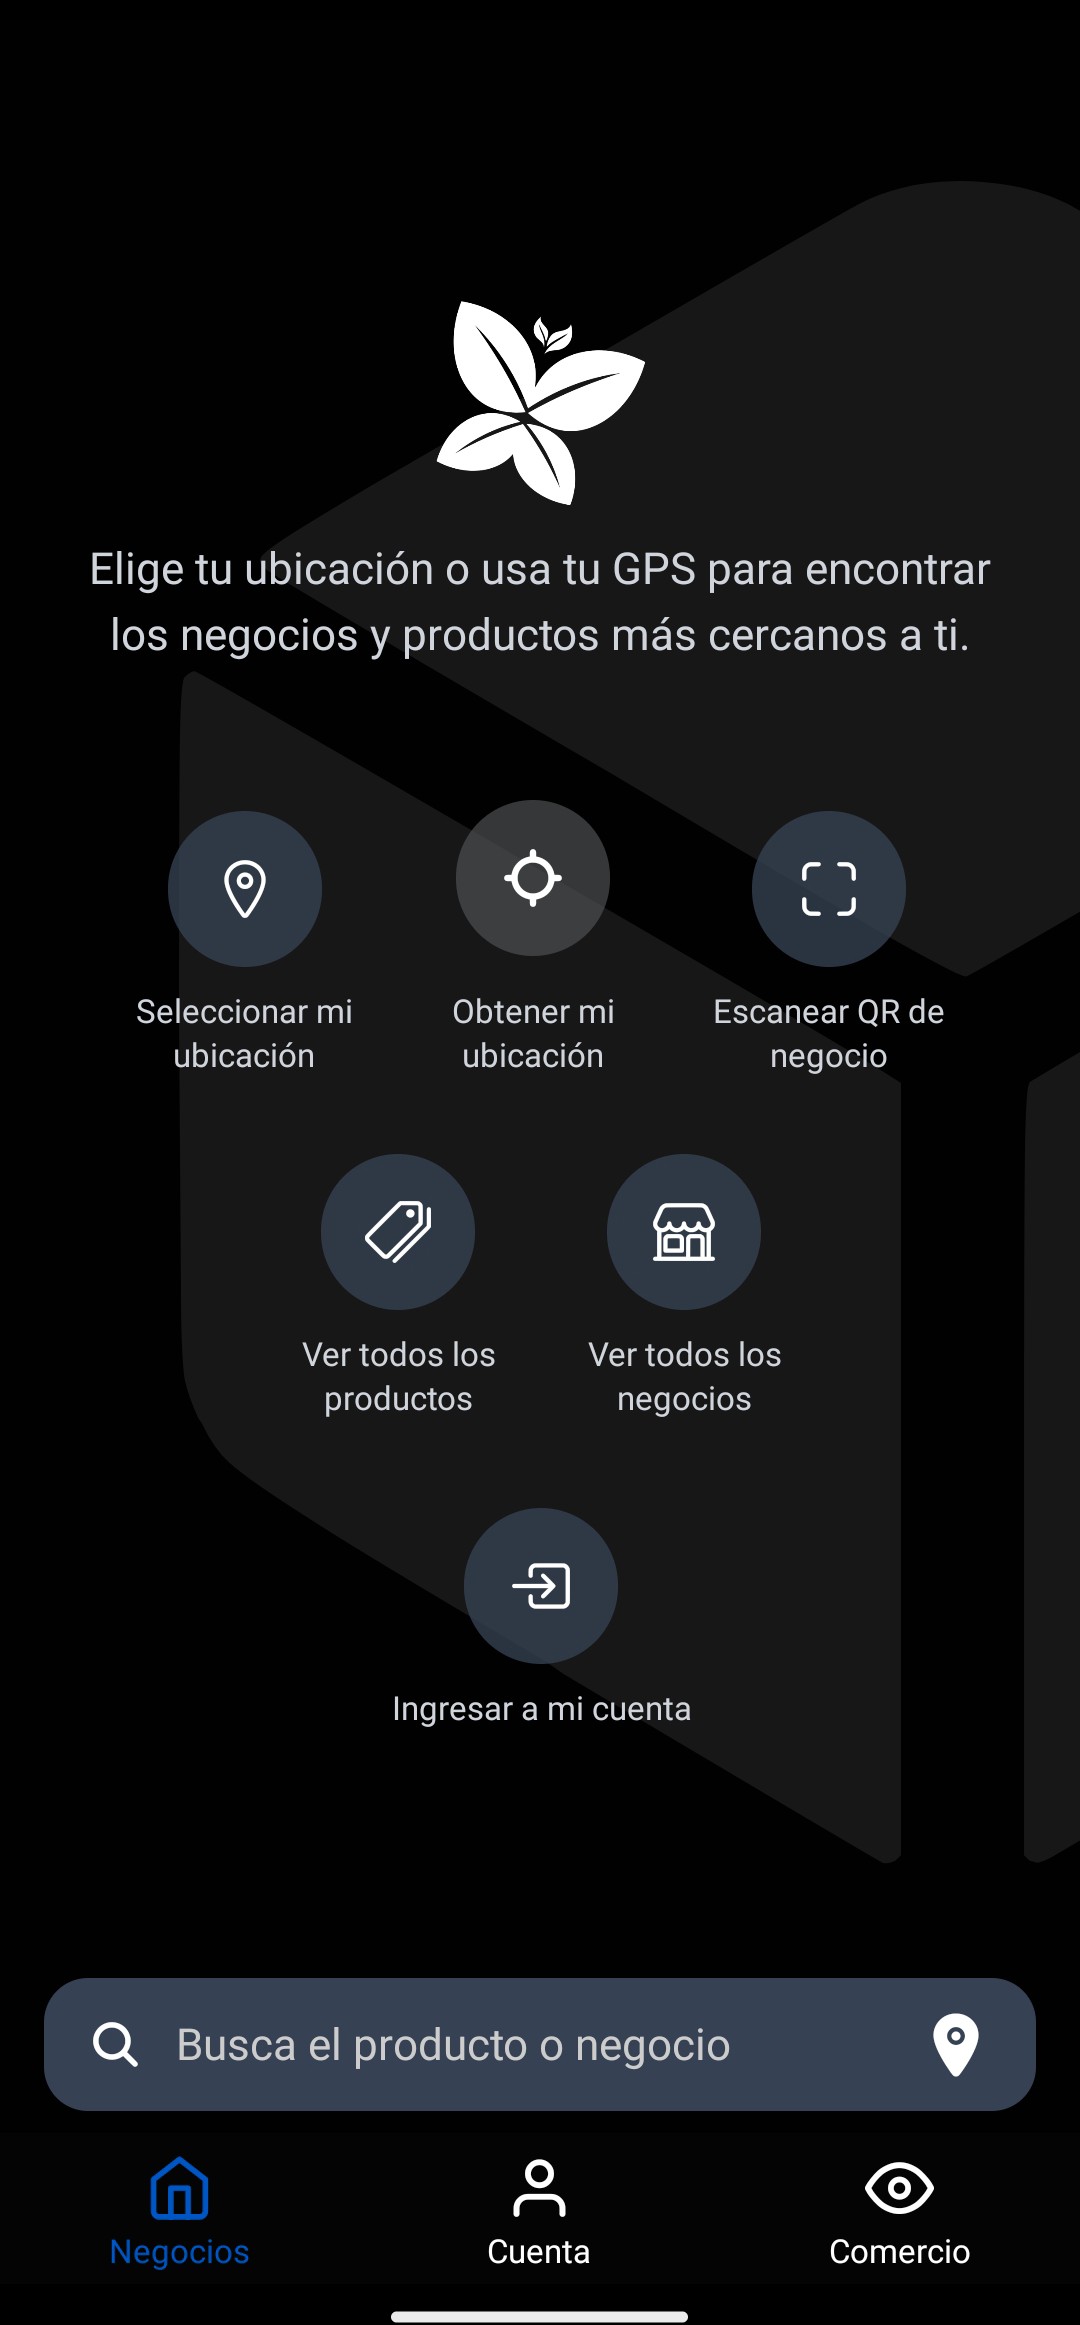 Elige tu ubicación o usa tu GPS para encontrar
los negocios y productos más cercanos a ti.
Seleccionar mi
ubicación
Obtener mi
ubicación
Escanear QR de
negocio
Ver todos los
productos
Ver todos los
negocios
Ingresar a mi cuenta
Busca el producto o negocio
Negocios
Cuenta
Comercio